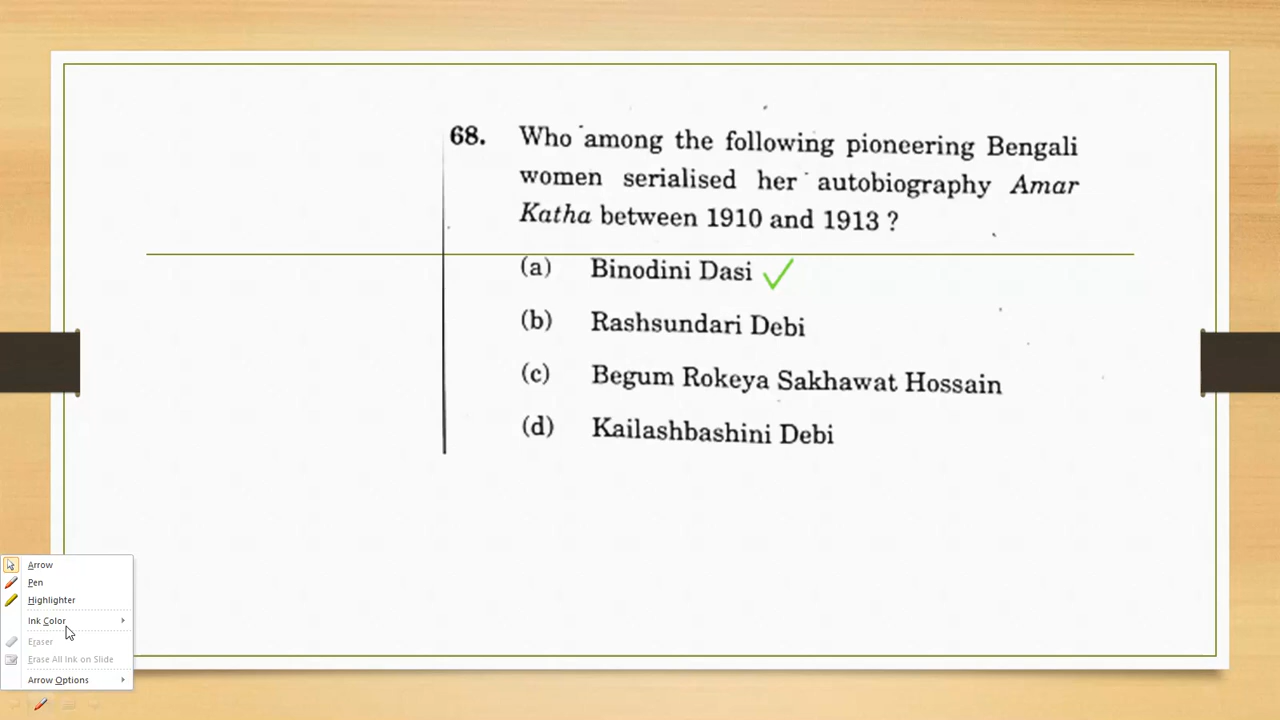 68. Who among the following pioneering Bengali
women serialised her autobiography Amar
Katha between 1910 and 1913 ?
(a) Binodini Dasi
(b) Rashsundari Debi
(c) Begum Rokeya Sakhawat Hossain
(d) Kailashbashini Debi
Arrow
Pen
Highlighter
Ink Color
Eraser
Erase All Ink on Slide
Arrow Options